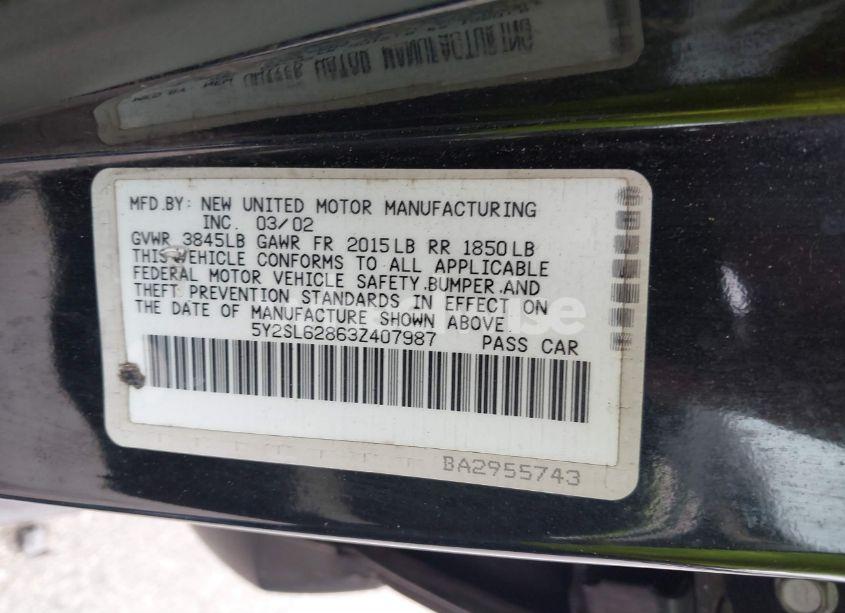 MFD.BY: NEW UNITED MOTOR MANUFACTURING
INC. 03/02
GVWR 3845LB GAWR FR 2015LB RR 1850LB
THIS VEHICLE CONFORMS TO ALL APPLICABLE
FEDERAL MOTOR VEHICLE SAFETY,BUMPER,AND
THEFT PREVENTION STANDARDS IN EFFECT ON
THE DATE OF MANUFACTURE SHOWN ABOVE.
5Y2SL62863Z407987 PASS CAR
BA2955743